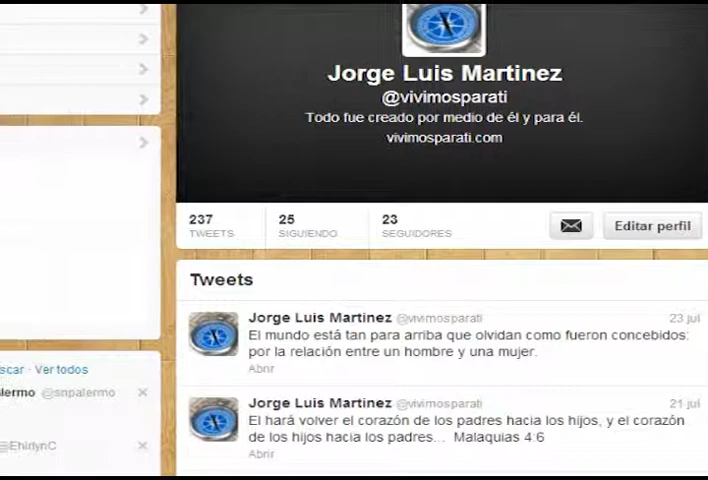 Jorge Luis Martinez
@vivimosparati
Todo fue creado por medio de él y para él.
vivimosparati.com
237
TWEETS
25
SIGUIENDO
23
SEGUIDORES
Editar perfil
Tweets
Jorge Luis Martinez @vivimosparati 23 jul
El mundo está tan para arriba que olvidan como fueron concebidos:
por la relación entre un hombre y una mujer.
Abrir
Jorge Luis Martinez @vivimosparati 21 jul
El hará volver el corazón de los padres hacia los hijos, y el corazón
de los hijos hacia los padres... Malaquias 4:6
Abrir
scar · Ver todos
lermo @snpalermo
@EhirlynC